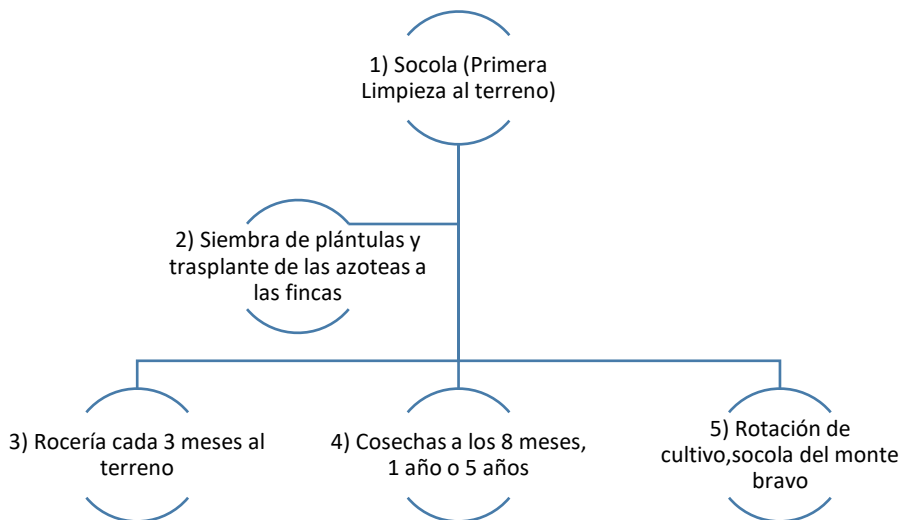 1) Socola (Primera
Limpieza al terreno)
2) Siembra de plántulas y
trasplante de las azoteas a
las fincas
3) Rocería cada 3 meses al
terreno
4) Cosechas a los 8 meses,
1 año o 5 años
5) Rotación de
cultivo,socola del monte
bravo